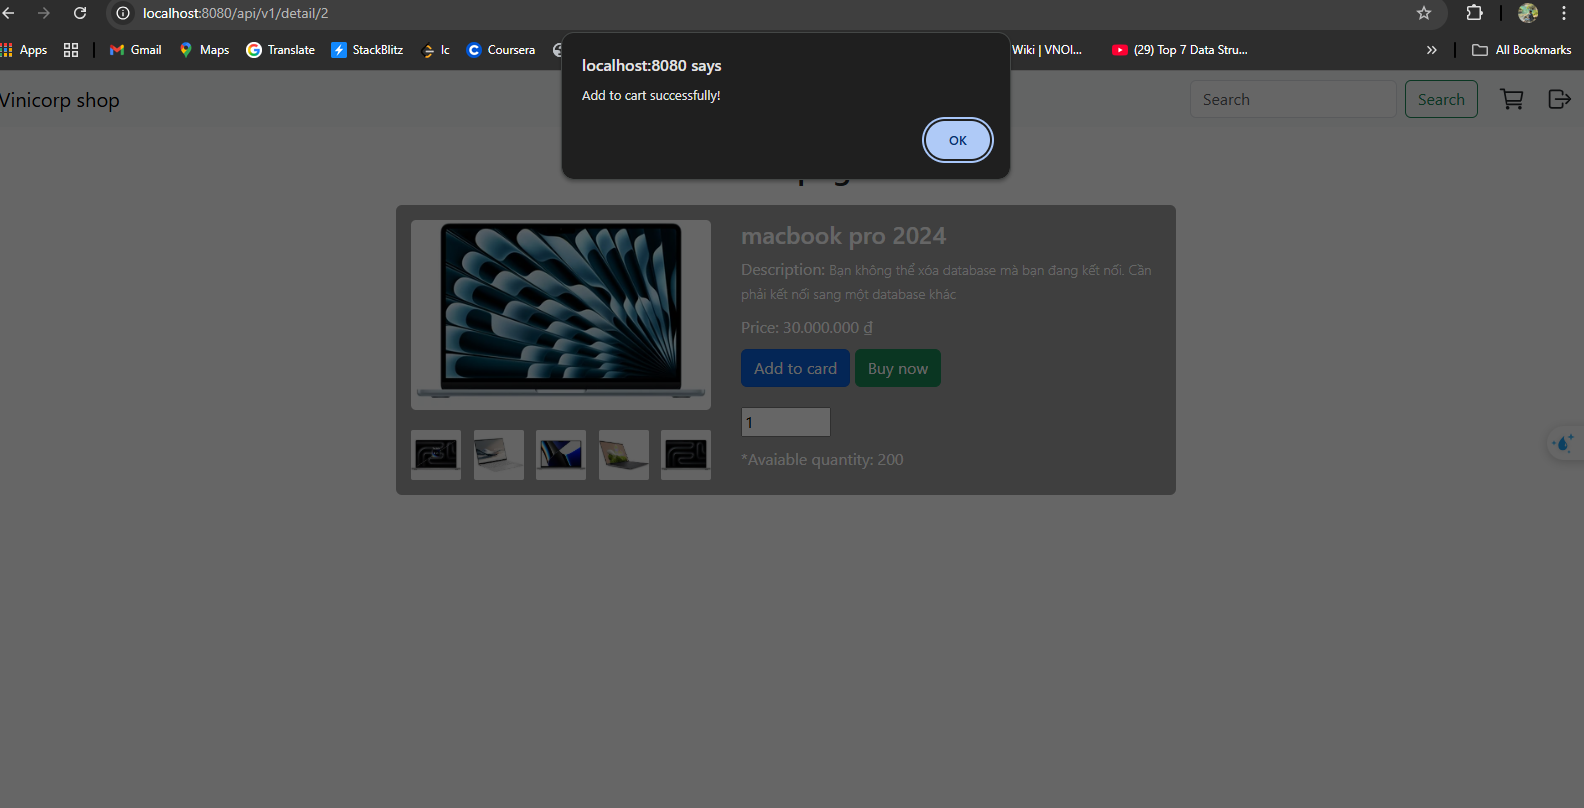 localhost:8080/api/v1/detail/2
Apps Gmail Maps Translate StackBlitz lc Coursera Wiki | VNOI... (29) Top 7 Data Stru... » All Bookmarks
localhost:8080 says
Add to cart successfully!
OK
Vinicorp shop Search Search
macbook pro 2024
Description: Bạn không thể xóa database mà bạn đang kết nối. Cần
phải kết nối sang một database khác
Price: 30.000.000 ₫
Add to card Buy now
1
*Avaiable quantity: 200